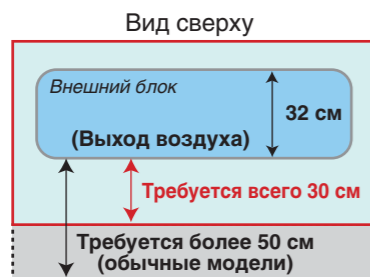 Вид сверху
Внешний блок
32 см
(Выход воздуха)
Требуется всего 30 см
Требуется более 50 см
(обычные модели)